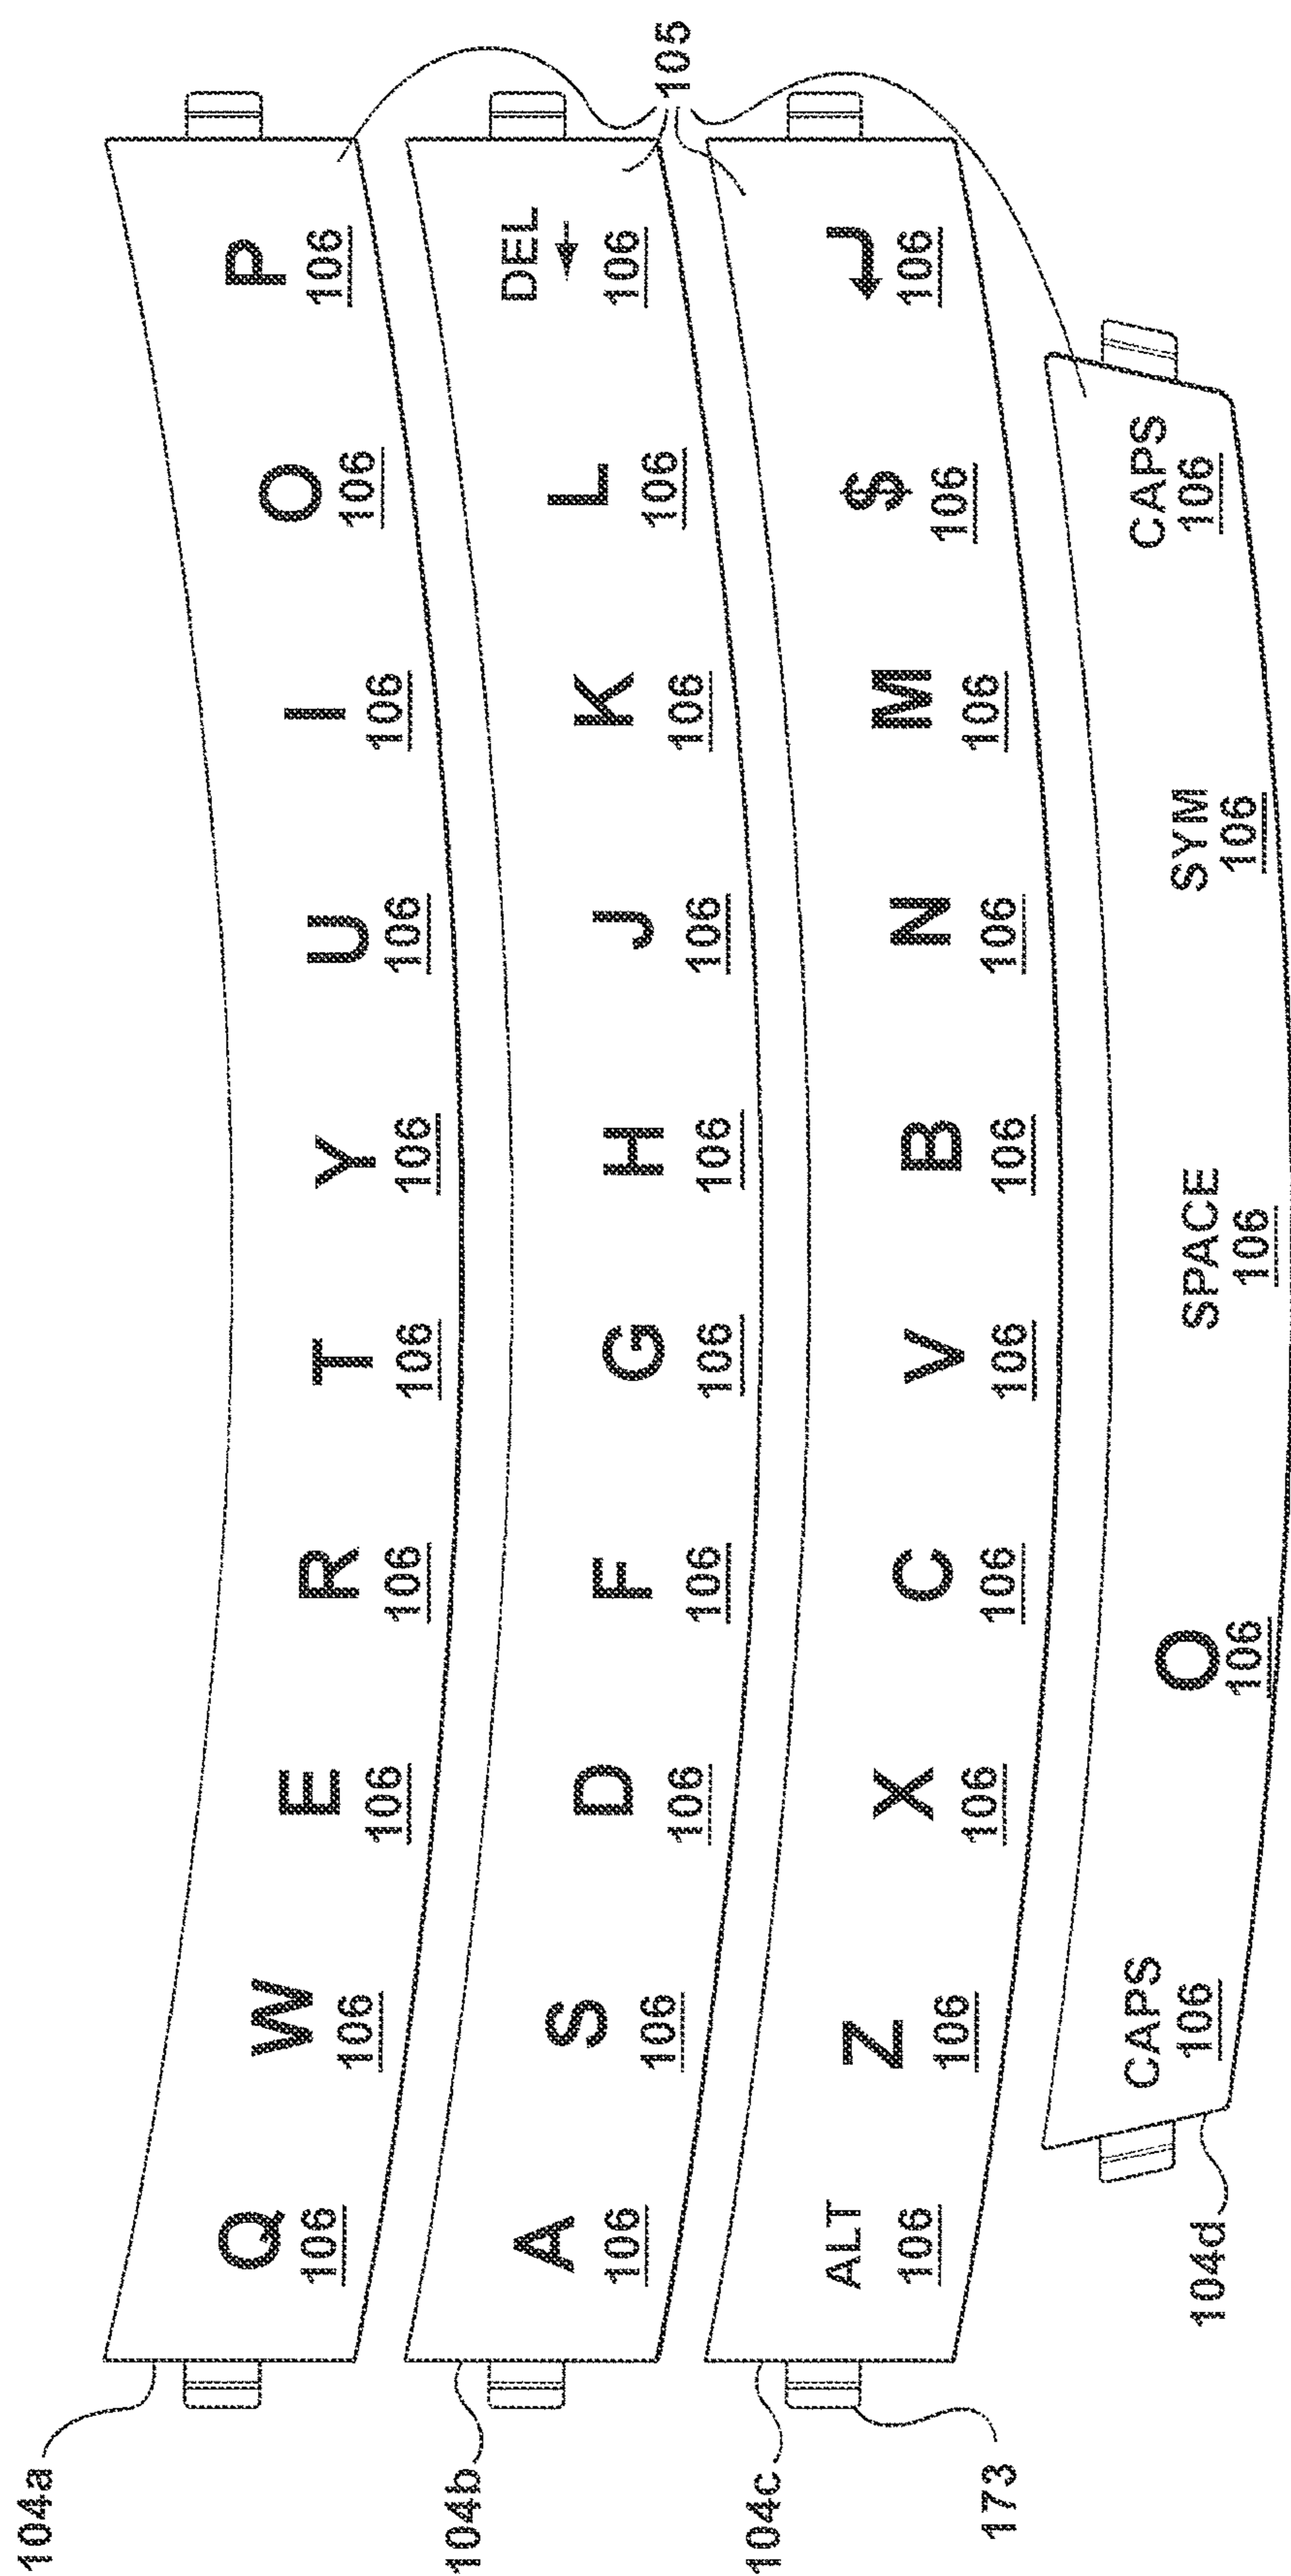 105
Q W E R T Y U I O P
106 106 106 106 106 106 106 106 106 106
104a
A S D F G H J K L DEL
106 106 106 106 106 106 106 106 106 106
104b
ALT Z X C V B N M $
106 106 106 106 106 106 106 106 106 106
104c
173
CAPS O SPACE SYM CAPS
106 106 106 106 106
104d